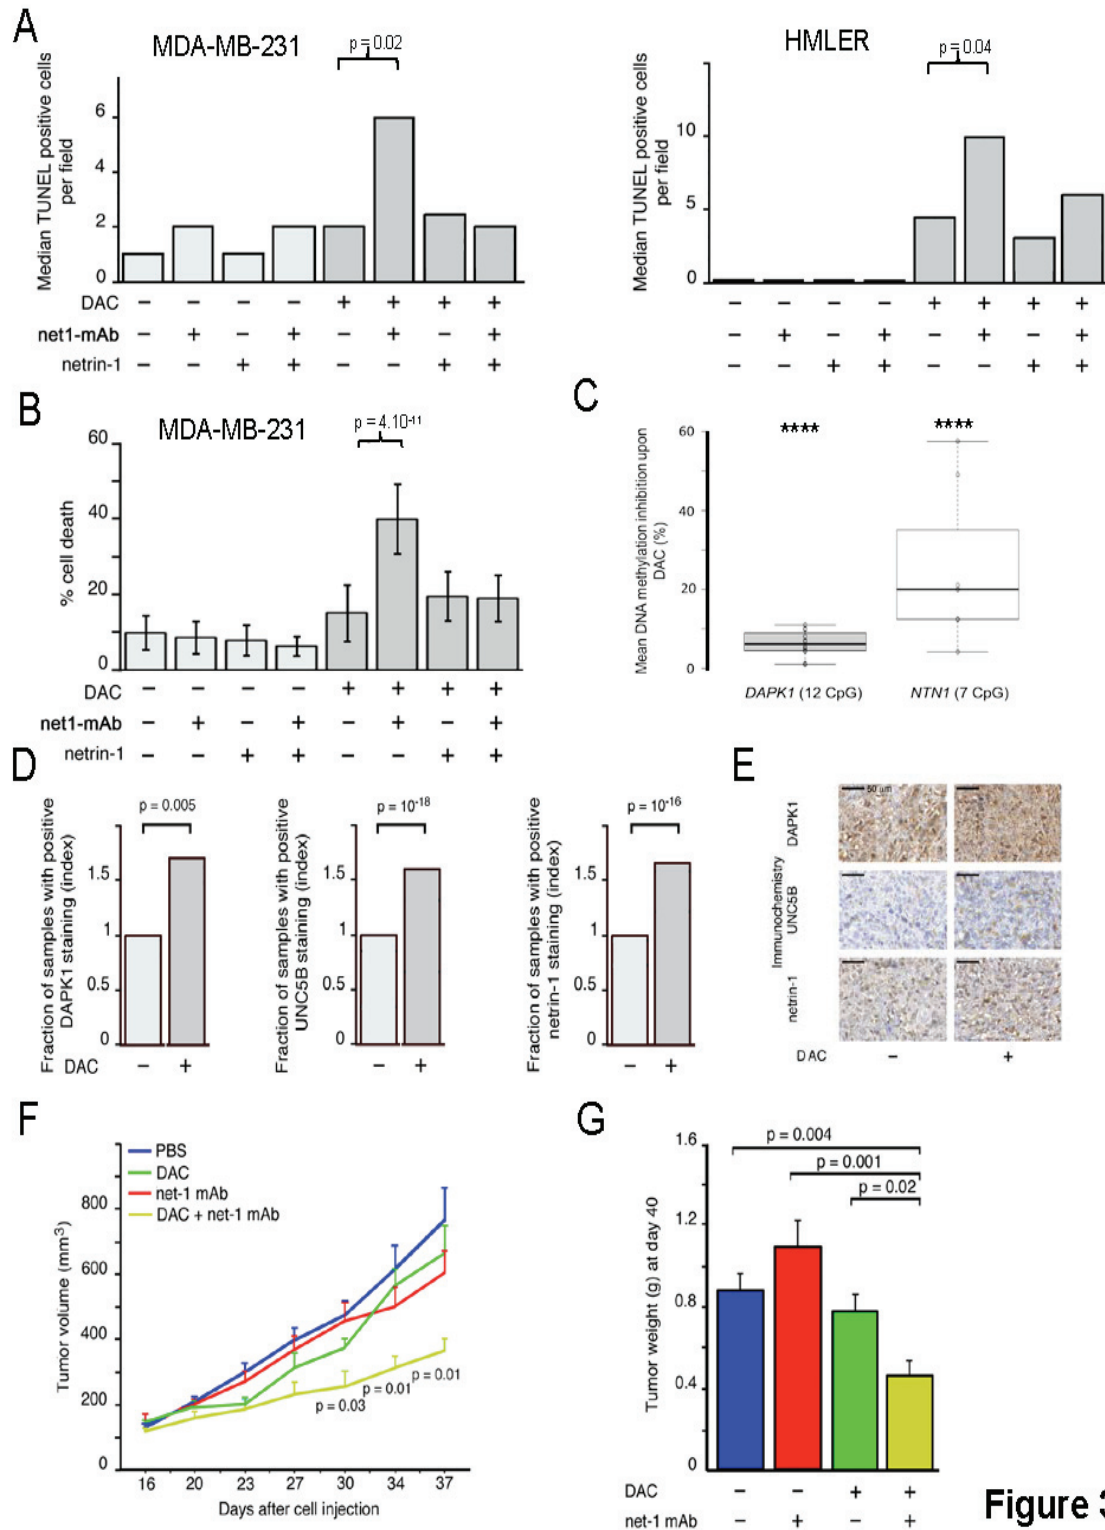 A
MDA-MB-231
p = 0.02
Median TUNEL positive cells
per field
6
4
2
0
DAC – – – – + + + +
net1-mAb – + – + – + – +
netrin-1 – – + + – – + +
HMLER
p = 0.04
Median TUNEL positive cells
per field
10
5
0
– – – – + + + +
– + – + – + – +
– – + + – – + +
B
MDA-MB-231
p = 4.10-11
% cell death
60
40
20
0
DAC – – – – + + + +
net1-mAb – + – + – + – +
netrin-1 – – + + – – + +
C
**** ****
Mean DNA methylation inhibition upon
DAC (%)
60
40
20
0
DAPK1 (12 CpG) NTN1 (7 CpG)
D
p = 0.005
Fraction of samples with positive
DAPK1 staining (index)
1.5
1
0.5
0
DAC – +
p = 10-18
Fraction of samples with positive
UNC5B staining (index)
1.5
1
0.5
0
– +
p = 10-16
Fraction of samples with positive
netrin-1 staining (index)
1.5
1
0.5
0
– +
E
50 µm
DAPK1
Immunochemistry
UNC5B
netrin-1
DAC – +
F
PBS
DAC
net-1 mAb
DAC + net-1 mAb
Tumor volume (mm3)
800
600
400
200
0
p = 0.03
p = 0.01
p = 0.01
16 20 23 27 30 34 37
Days after cell injection
G
p = 0.004
p = 0.001
p = 0.02
Tumor weight (g) at day 40
1.6
1.2
0.8
0.4
0
DAC – – + +
net-1 mAb – + – +
Figure 3